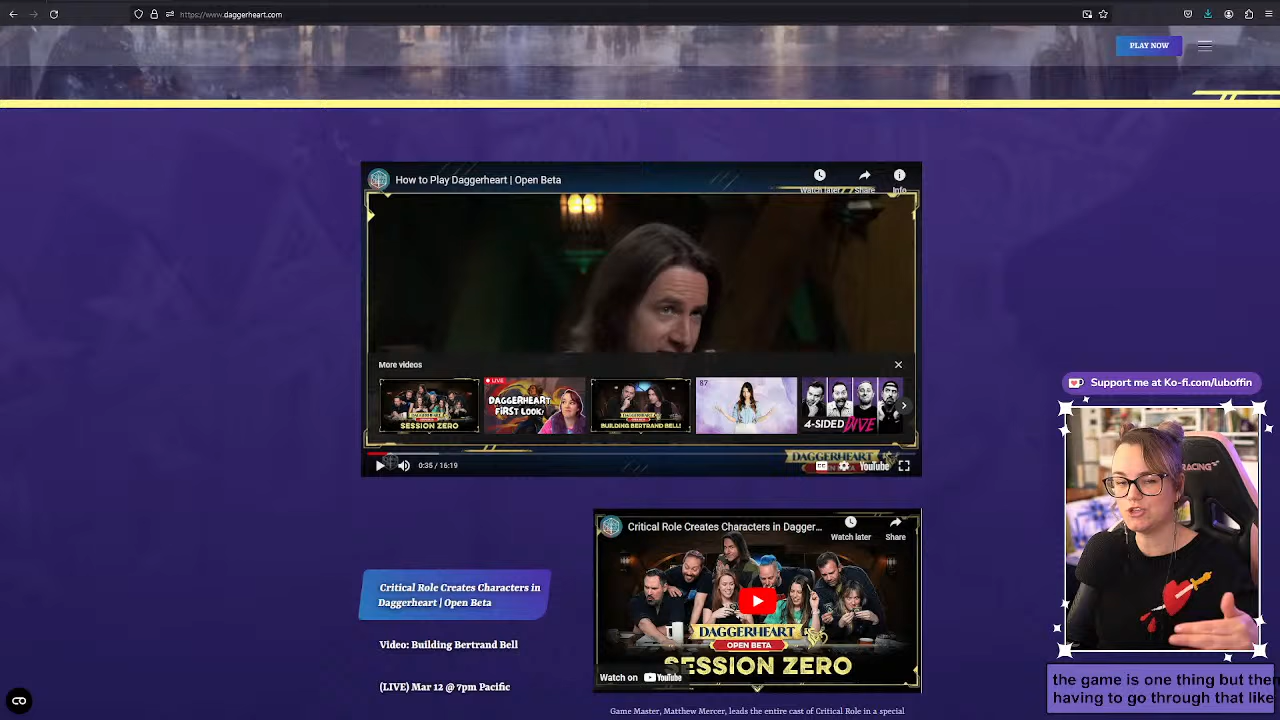 https://www.daggerheart.com
PLAY NOW
How to Play Daggerheart | Open Beta
Watch later
Share
Info
More videos
SESSION ZERO
LIVE
DAGGERHEART
FIRST LOOK!
BUILDING BERTRAND BELL!
87
4-SIDED DIVE
0:35 / 16:19
DAGGERHEART
CC
YouTube
Support me at Ko-fi.com/luboffin
RACING
Critical Role Creates Characters in Dagger...
Watch later
Share
Critical Role Creates Characters in
Daggerheart | Open Beta
DAGGERHEART
OPEN BETA
SESSION ZERO
Video: Building Bertrand Bell
Watch on YouTube
(LIVE) Mar 12 @ 7pm Pacific
Game Master, Matthew Mercer, leads the entire cast of Critical Role in a special
the game is one thing but then
having to go through that like